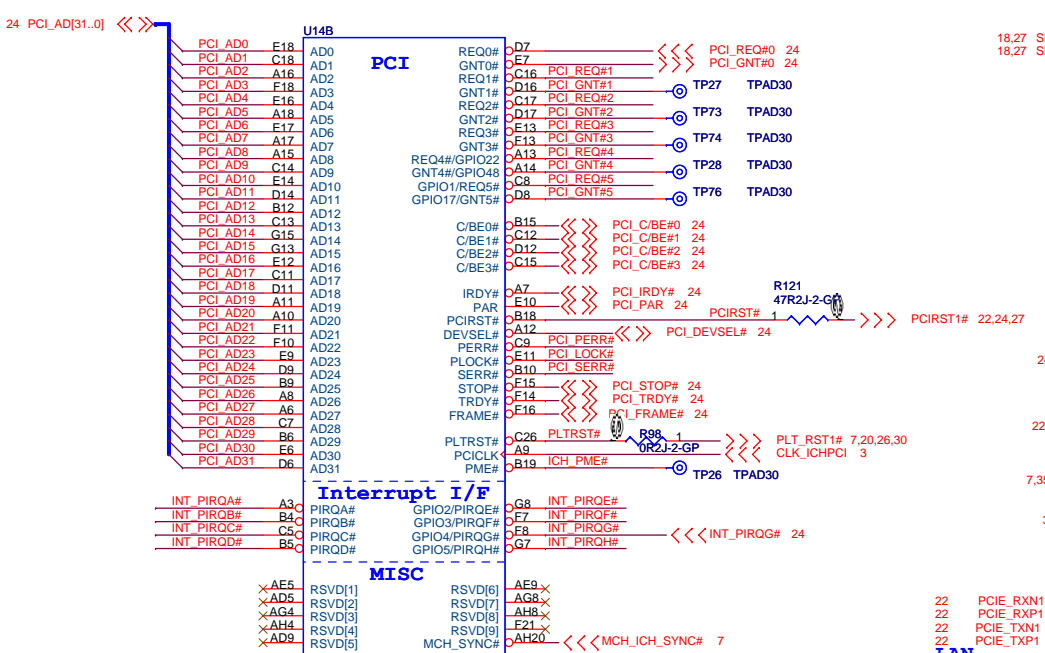 24 PCI_AD[31..0]
U14B
PCI
PCI_AD0 E18 AD0 REQ0# D7 PCI_REQ#0 24
PCI_AD1 C18 AD1 GNT0# E7 PCI_GNT#0 24
PCI_AD2 A16 AD2 REQ1# C16 PCI_REQ#1
PCI_AD3 F18 AD3 GNT1# D16 PCI_GNT#1 TP27 TPAD30
PCI_AD4 E16 AD4 REQ2# C17 PCI_REQ#2
PCI_AD5 A18 AD5 GNT2# D17 PCI_GNT#2 TP73 TPAD30
PCI_AD6 E17 AD6 REQ3# E13 PCI_REQ#3
PCI_AD7 A17 AD7 GNT3# F13 PCI_GNT#3 TP74 TPAD30
PCI_AD8 A15 AD8 REQ4#/GPIO22 A13 PCI_REQ#4
PCI_AD9 C14 AD9 GNT4#/GPIO48 A14 PCI_GNT#4 TP28 TPAD30
PCI_AD10 E14 AD10 GPIO1/REQ5# C8 PCI_REQ#5
PCI_AD11 D14 AD11 GPIO17/GNT5# D8 PCI_GNT#5 TP76 TPAD30
PCI_AD12 B12 AD12
PCI_AD13 C13 AD13 C/BE0# B15 PCI_C/BE#0 24
PCI_AD14 G15 AD14 C/BE1# C12 PCI_C/BE#1 24
PCI_AD15 G13 AD15 C/BE2# D12 PCI_C/BE#2 24
PCI_AD16 E12 AD16 C/BE3# C15 PCI_C/BE#3 24
PCI_AD17 C11 AD17
PCI_AD18 D11 AD18 IRDY# A7 PCI_IRDY# 24
PCI_AD19 A11 AD19 PAR E10 PCI_PAR 24
R121
47R2J-2-GP
PCI_AD20 A10 AD20 PCIRST# B18 PCIRST# 1 PCIRST1# 22,24,27
PCI_AD21 F11 AD21 DEVSEL# A12 PCI_DEVSEL# 24
PCI_AD22 F10 AD22 PERR# C9 PCI_PERR#
PCI_AD23 E9 AD23 PLOCK# E11 PCI_LOCK#
PCI_AD24 D9 AD24 SERR# B10 PCI_SERR#
PCI_AD25 B9 AD25 STOP# F15 PCI_STOP# 24
PCI_AD26 A8 AD26 TRDY# F14 PCI_TRDY# 24
PCI_AD27 A6 AD27 FRAME# F16 PCI_FRAME# 24
PCI_AD28 C7 AD28
PCI_AD29 B6 AD29 PLTRST# C26 PLTRST# R98 1 PLT_RST1# 7,20,26,30
0R2J-2-GP
PCI_AD30 E6 AD30 PCICLK A9 CLK_ICHPCI 3
PCI_AD31 D6 AD31 PME# B19 ICH_PME# TP26 TPAD30
Interrupt I/F
INT_PIRQA# A3 PIRQA# GPIO2/PIRQE# G8 INT_PIRQE#
INT_PIRQB# B4 PIRQB# GPIO3/PIRQF# F7 INT_PIRQF#
INT_PIRQC# C5 PIRQC# GPIO4/PIRQG# F8 INT_PIRQG# INT_PIRQG# 24
INT_PIRQD# B5 PIRQD# GPIO5/PIRQH# G7 INT_PIRQH#
MISC
AE5 RSVD[1] RSVD[6] AE9
AD5 RSVD[2] RSVD[7] AG8
AG4 RSVD[3] RSVD[8] AH8
AH4 RSVD[4] RSVD[9] F21
AD9 RSVD[5] MCH_SYNC# AH20 MCH_ICH_SYNC# 7
18,27
18,27
22
7,35
22 PCIE_RXN1
22 PCIE_RXP1
22 PCIE_TXN1
22 PCIE_TXP1
LAN